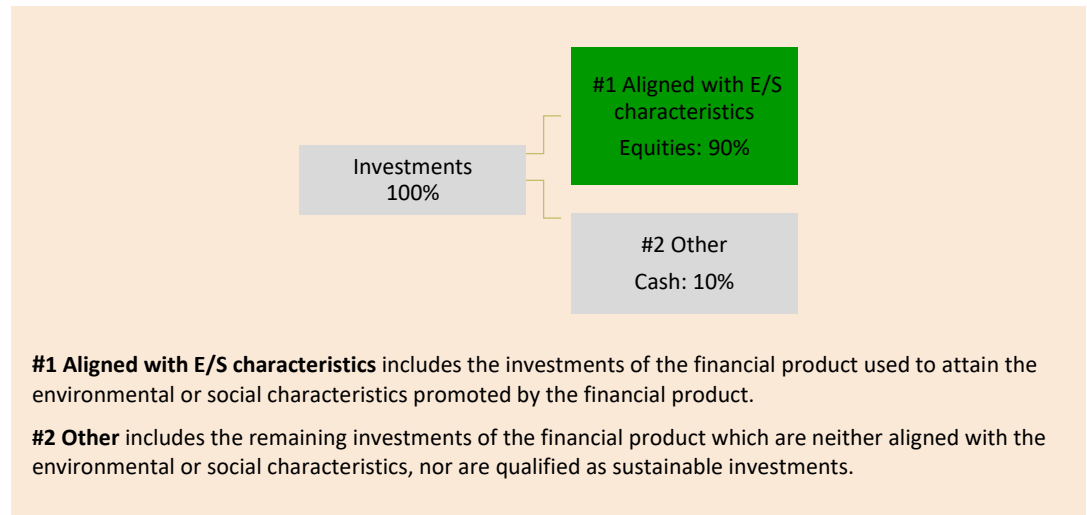 #1 Aligned with E/S
characteristics
Equities: 90%
Investments
100%
#2 Other
Cash: 10%
#1 Aligned with E/S characteristics includes the investments of the financial product used to attain the
environmental or social characteristics promoted by the financial product.
#2 Other includes the remaining investments of the financial product which are neither aligned with the
environmental or social characteristics, nor are qualified as sustainable investments.